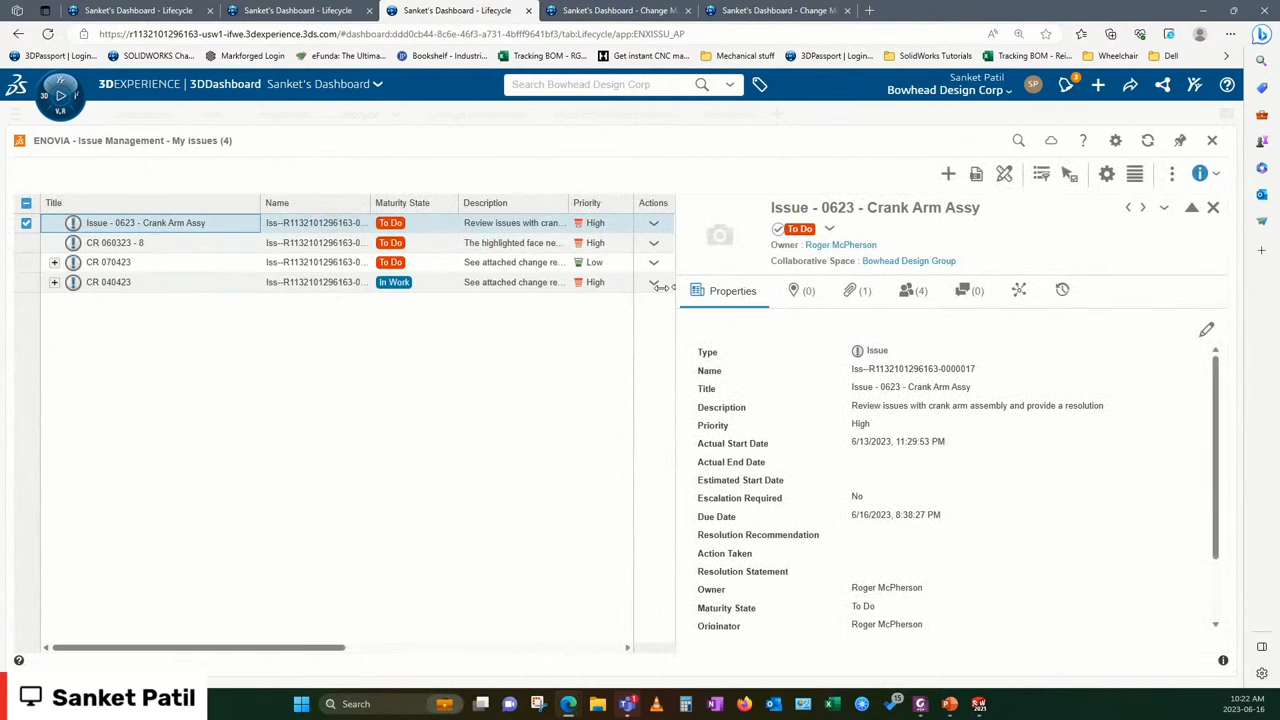 Sanket's Dashboard - Lifecycle
Sanket's Dashboard - Lifecycle
Sanket's Dashboard - Lifecycle
Sanket's Dashboard - Change M
Sanket's Dashboard - Change M
https://r1132101296163-usw1-ifwe.3dexperience.3ds.com/#dashboard:ddd0cb44-8c6e-46f3-a731-4bfff9641bf3/tab:Lifecycle/app:ENXISSU_AP
3DPassport - Login
SOLIDWORKS Cham...
Markforged Login
eFunda: The Ultimat...
Bookshelf - Industri...
Tracking BOM - RG...
Get instant CNC ma...
Mechanical stuff
3DPassport - Login
SolidWorks Tutorials
Tracking BOM - Rei...
Wheelchair
Other favorites
3DEXPERIENCE | 3DDashboard Sanket's Dashboard
Search
Sanket Patil
Bowhead Design Corp
SP
3
3D
V.R
ENOVIA - Issue Management - My issues (4)
Title Name Maturity State Description Priority Actions
Issue - 0623 - Crank Arm Assy Iss--R1132101296163-0... To Do Review issues with cran... High
CR 060323 - 8 Iss--R1132101296163-0... To Do The highlighted face ne... High
CR 070423 Iss--R1132101296163-0... To Do See attached change re... Low
CR 040423 Iss--R1132101296163-0... In Work See attached change re... High
Issue - 0623 - Crank Arm Assy
To Do
Owner : Roger McPherson
Collaborative Space : Bowhead Design Group
Properties (0) (1) (4) (0)
Type Issue
Name Iss--R1132101296163-0000017
Title Issue - 0623 - Crank Arm Assy
Description Review issues with crank arm assembly and provide a resolution
Priority High
Actual Start Date 6/13/2023, 11:29:53 PM
Actual End Date
Estimated Start Date
Escalation Required No
Due Date 6/16/2023, 8:38:27 PM
Resolution Recommendation
Action Taken
Resolution Statement
Owner Roger McPherson
Maturity State To Do
Originator Roger McPherson
Sanket Patil
Search
1
15
10:22 AM
2023-06-16